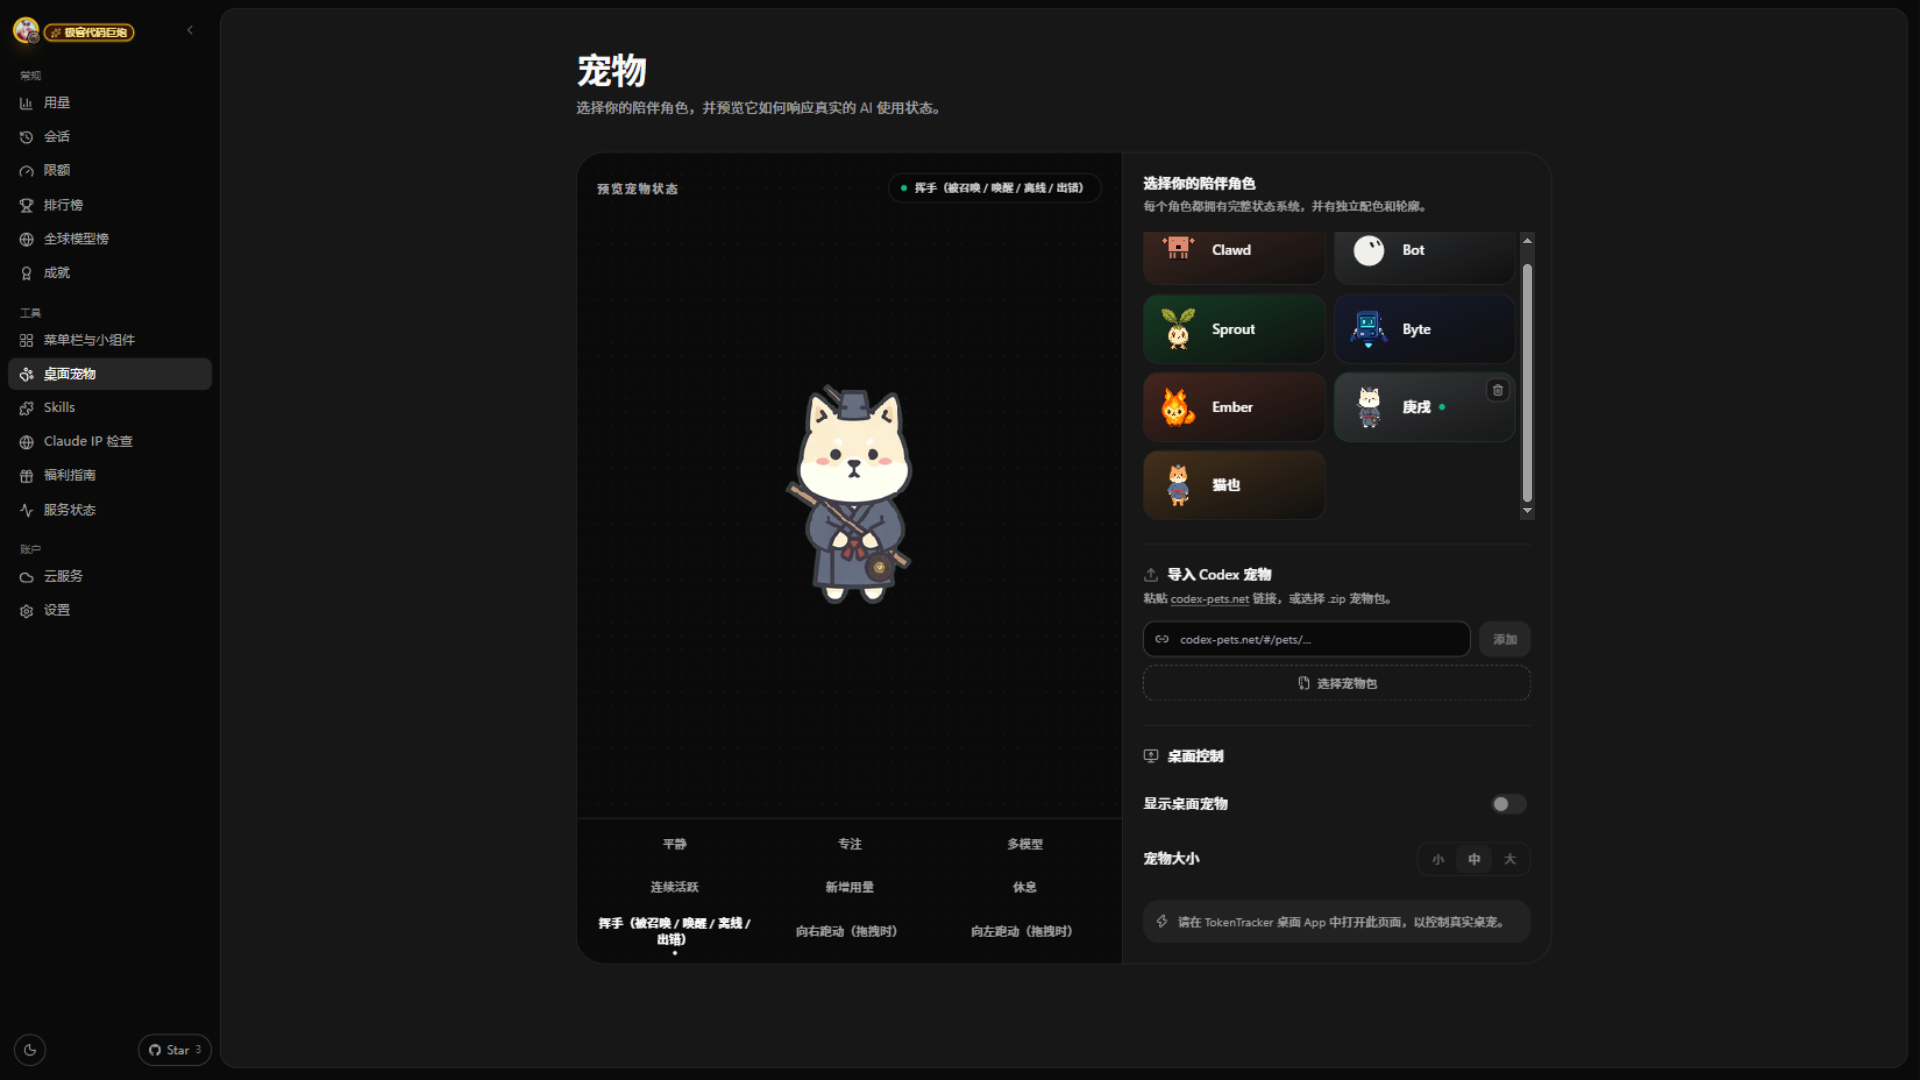 极客代码巨炮
常规
用量
会话
限额
排行榜
全球模型榜
成就
工具
菜单栏与小组件
桌面宠物
Skills
Claude IP 检查
福利指南
服务状态
账户
云服务
设置
Star 3
宠物
选择你的陪伴角色，并预览它如何响应真实的 AI 使用状态。
预览宠物状态
挥手（被召唤 / 唤醒 / 离线 / 出错）
平静
专注
多模型
连续活跃
新增用量
休息
挥手（被召唤 / 唤醒 / 离线 /
出错）
向右跑动（拖拽时）
向左跑动（拖拽时）
选择你的陪伴角色
每个角色都拥有完整状态系统，并有独立配色和轮廓。
Clawd
Bot
Sprout
Byte
Ember
庚戌
猫也
导入 Codex 宠物
粘贴 codex-pets.net 链接，或选择 .zip 宠物包。
codex-pets.net/#/pets/...
添加
选择宠物包
桌面控制
显示桌面宠物
宠物大小
小
中
大
请在 TokenTracker 桌面 App 中打开此页面，以控制真实桌宠。